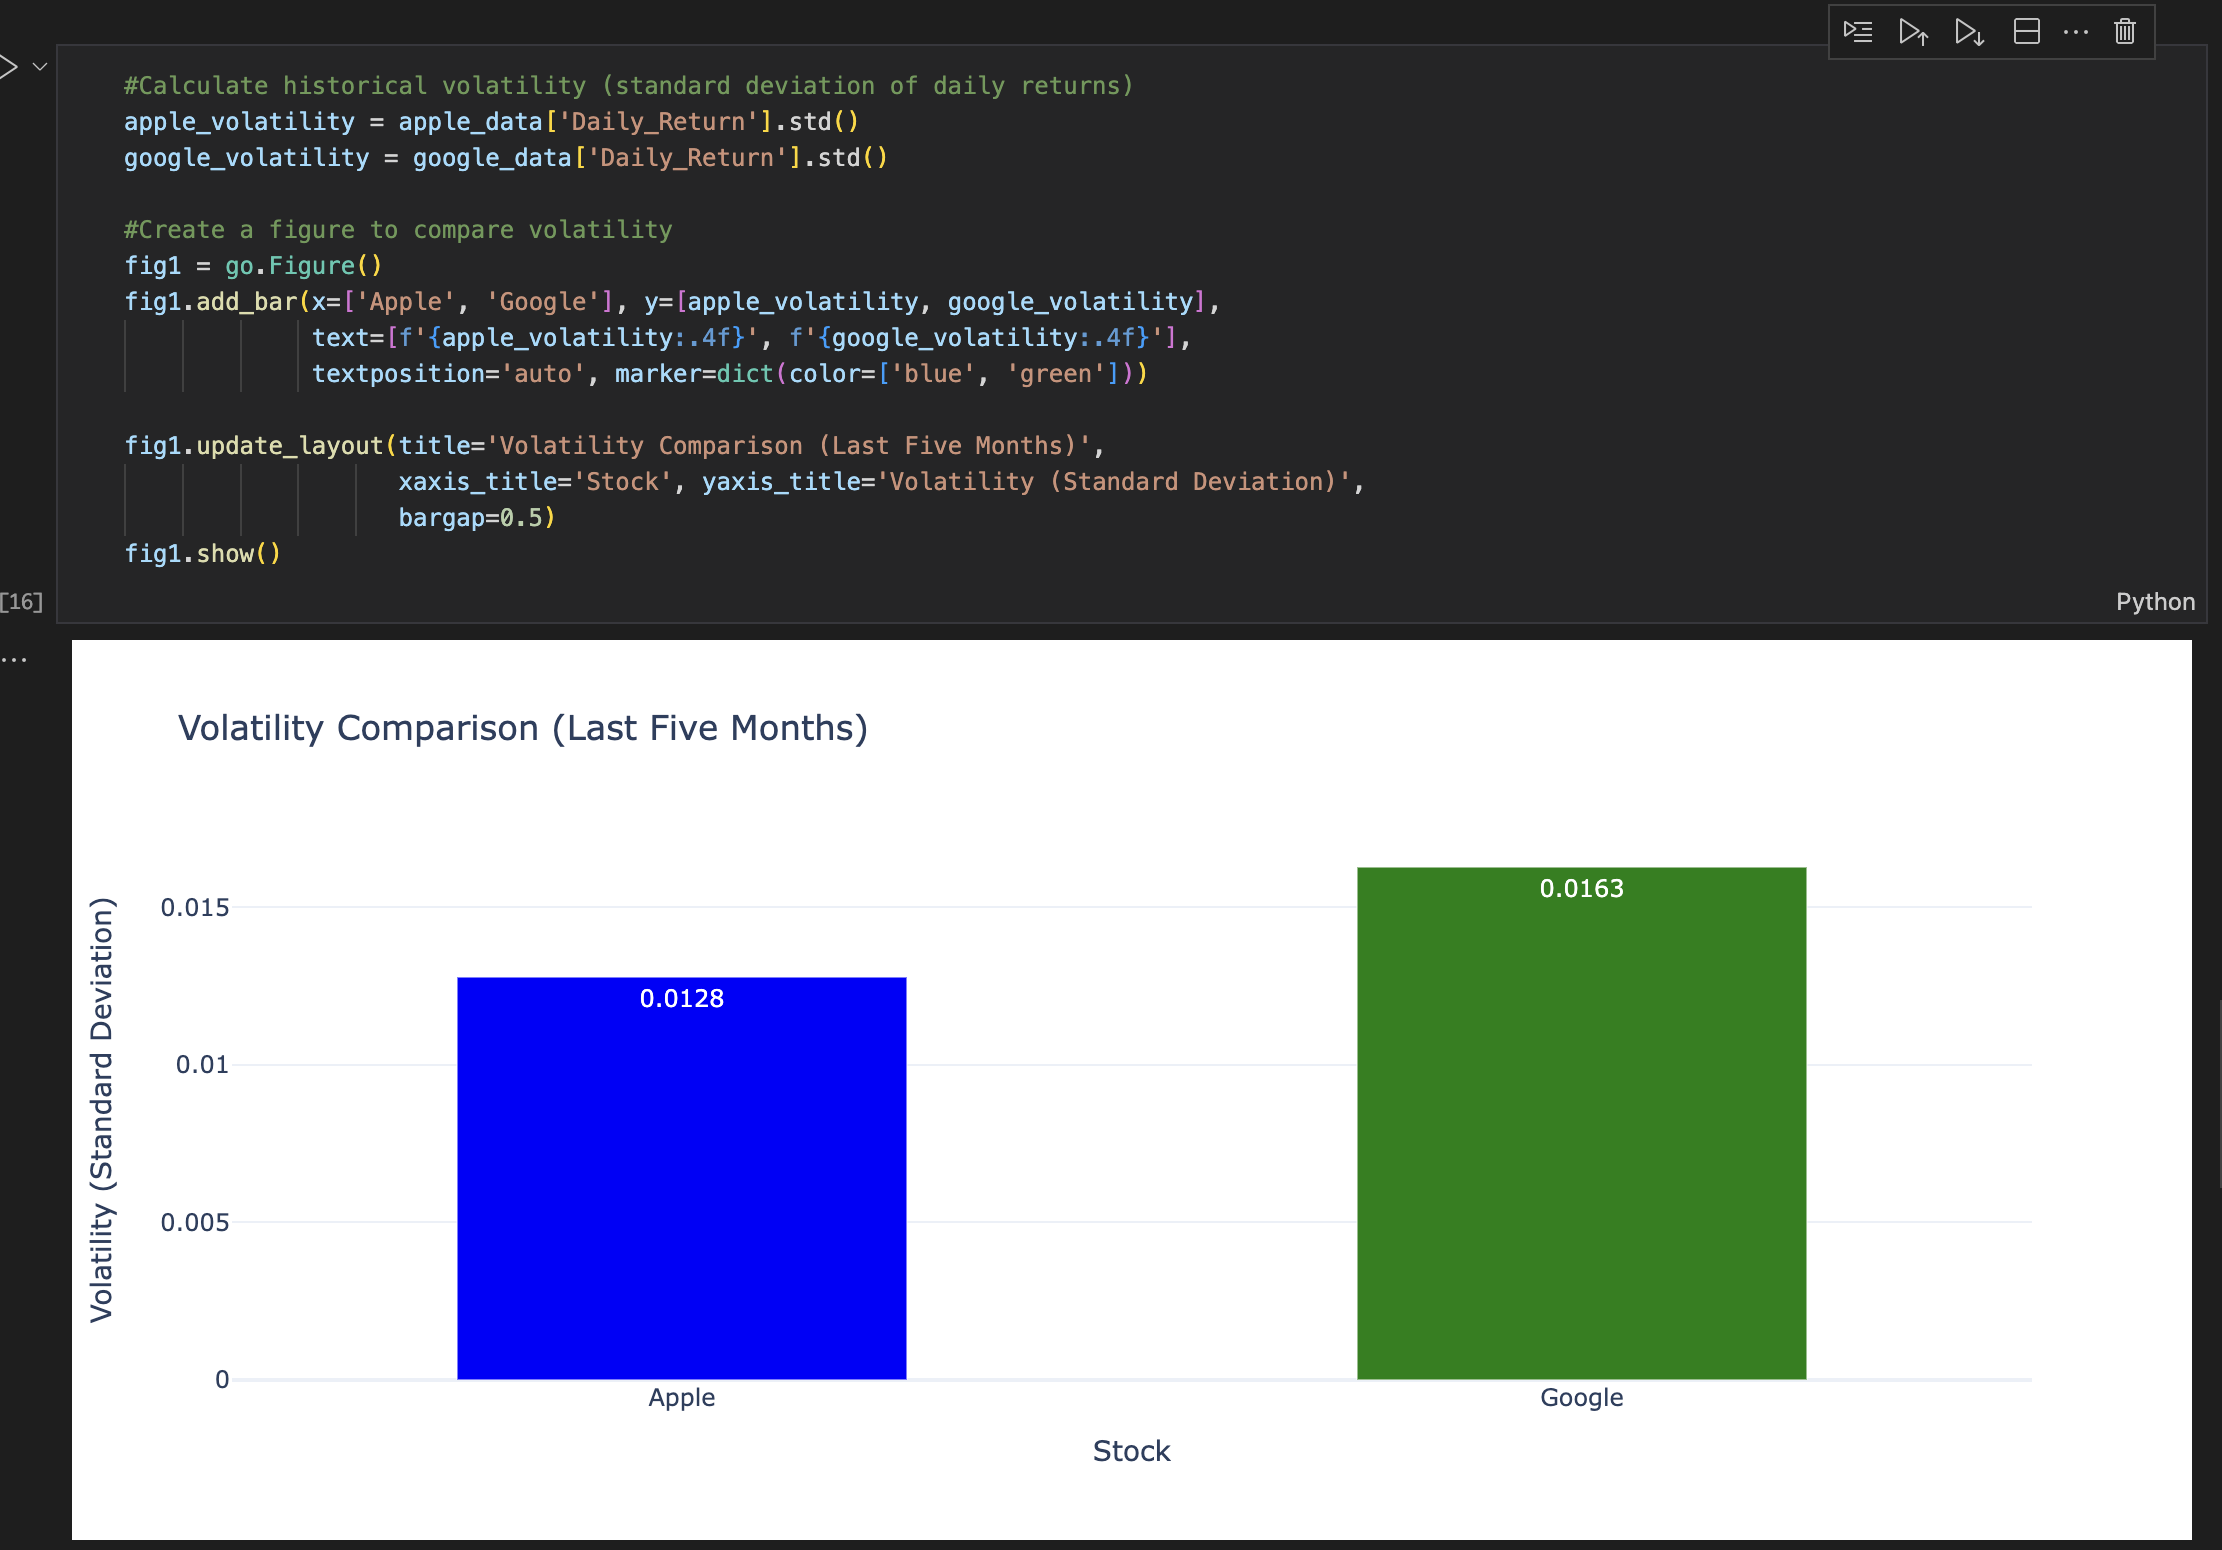 #Calculate historical volatility (standard deviation of daily returns)
apple_volatility = apple_data['Daily_Return'].std()
google_volatility = google_data['Daily_Return'].std()
#Create a figure to compare volatility
fig1 = go.Figure()
fig1.add_bar(x=['Apple', 'Google'], y=[apple_volatility, google_volatility],
text=[f'{apple_volatility:.4f}', f'{google_volatility:.4f}'],
textposition='auto', marker=dict(color=['blue', 'green']))
fig1.update_layout(title='Volatility Comparison (Last Five Months)',
xaxis_title='Stock', yaxis_title='Volatility (Standard Deviation)',
bargap=0.5)
fig1.show()
[16]
Python
Volatility Comparison (Last Five Months)
Volatility (Standard Deviation)
0.015
0.01
0.005
0
0.0128
0.0163
Apple
Google
Stock